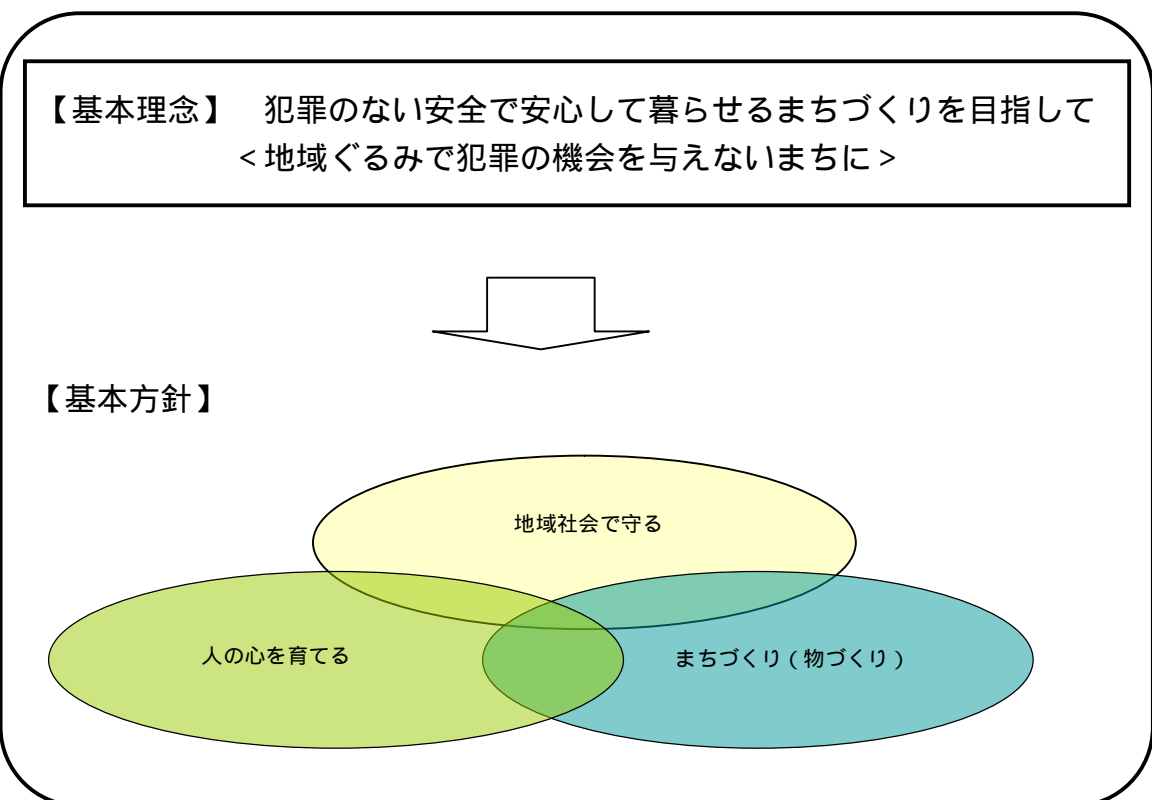 【基本理念】　犯罪のない安全で安心して暮らせるまちづくりを目指して
＜地域ぐるみで犯罪の機会を与えないまちに＞
【基本方針】
地域社会で守る
人の心を育てる
まちづくり（物づくり）